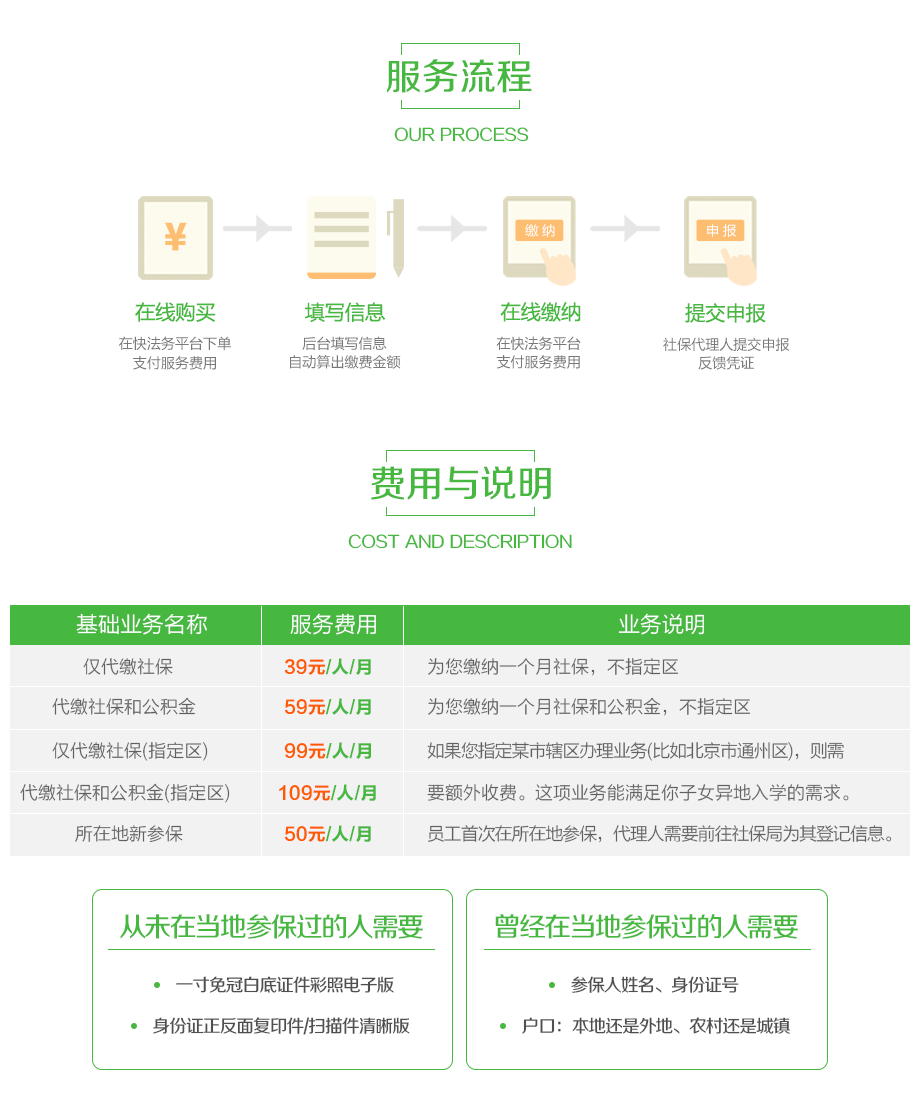 服务流程
OUR PROCESS
¥
缴纳
申报
在线购买
填写信息
在线缴纳
提交申报
在快法务平台下单
支付服务费用
后台填写信息
自动算出缴费金额
在快法务平台
支付服务费用
社保代理人提交申报
反馈凭证
费用与说明
COST AND DESCRIPTION
基础业务名称 服务费用 业务说明
仅代缴社保 39元/人/月 为您缴纳一个月社保，不指定区
代缴社保和公积金 59元/人/月 为您缴纳一个月社保和公积金，不指定区
仅代缴社保(指定区) 99元/人/月 如果您指定某市辖区办理业务(比如北京市通州区)，则需
代缴社保和公积金(指定区) 109元/人/月 要额外收费。这项业务能满足你子女异地入学的需求。
所在地新参保 50元/人/月 员工首次在所在地参保，代理人需要前往社保局为其登记信息。
从未在当地参保过的人需要
• 一寸免冠白底证件彩照电子版
• 身份证正反面复印件/扫描件清晰版
曾经在当地参保过的人需要
• 参保人姓名、身份证号
• 户口：本地还是外地、农村还是城镇